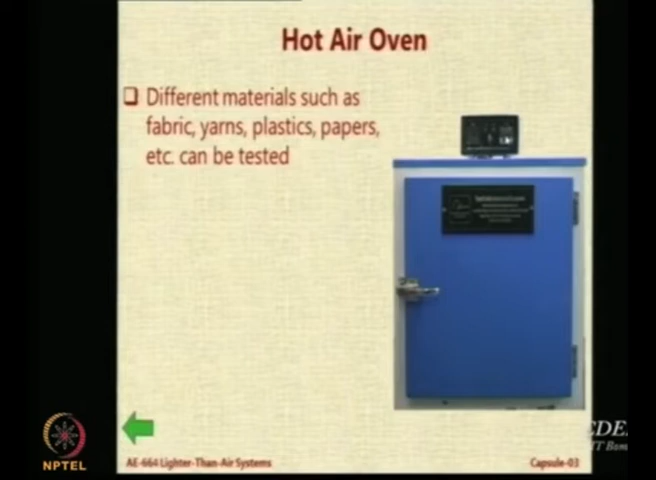 Hot Air Oven
Different materials such as
fabric, yarns, plastics, papers,
etc. can be tested
NPTEL
AE-664 Lighter-Than-Air Systems
Capsule-03